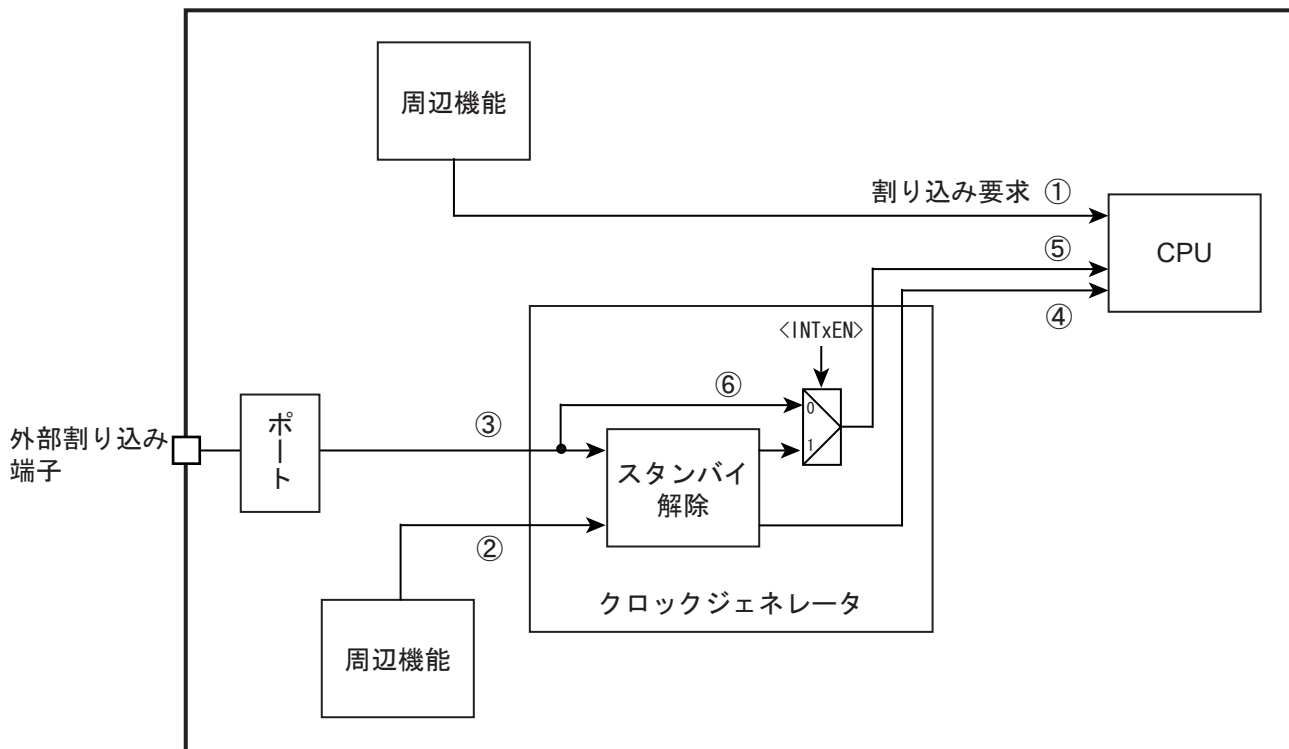 周辺機能
割り込み要求 ①
CPU
⑤
④
<INTxEN>
⑥
0
1
③
外部割り込み
端子
ポート
スタンバイ
解除
②
クロックジェネレータ
周辺機能